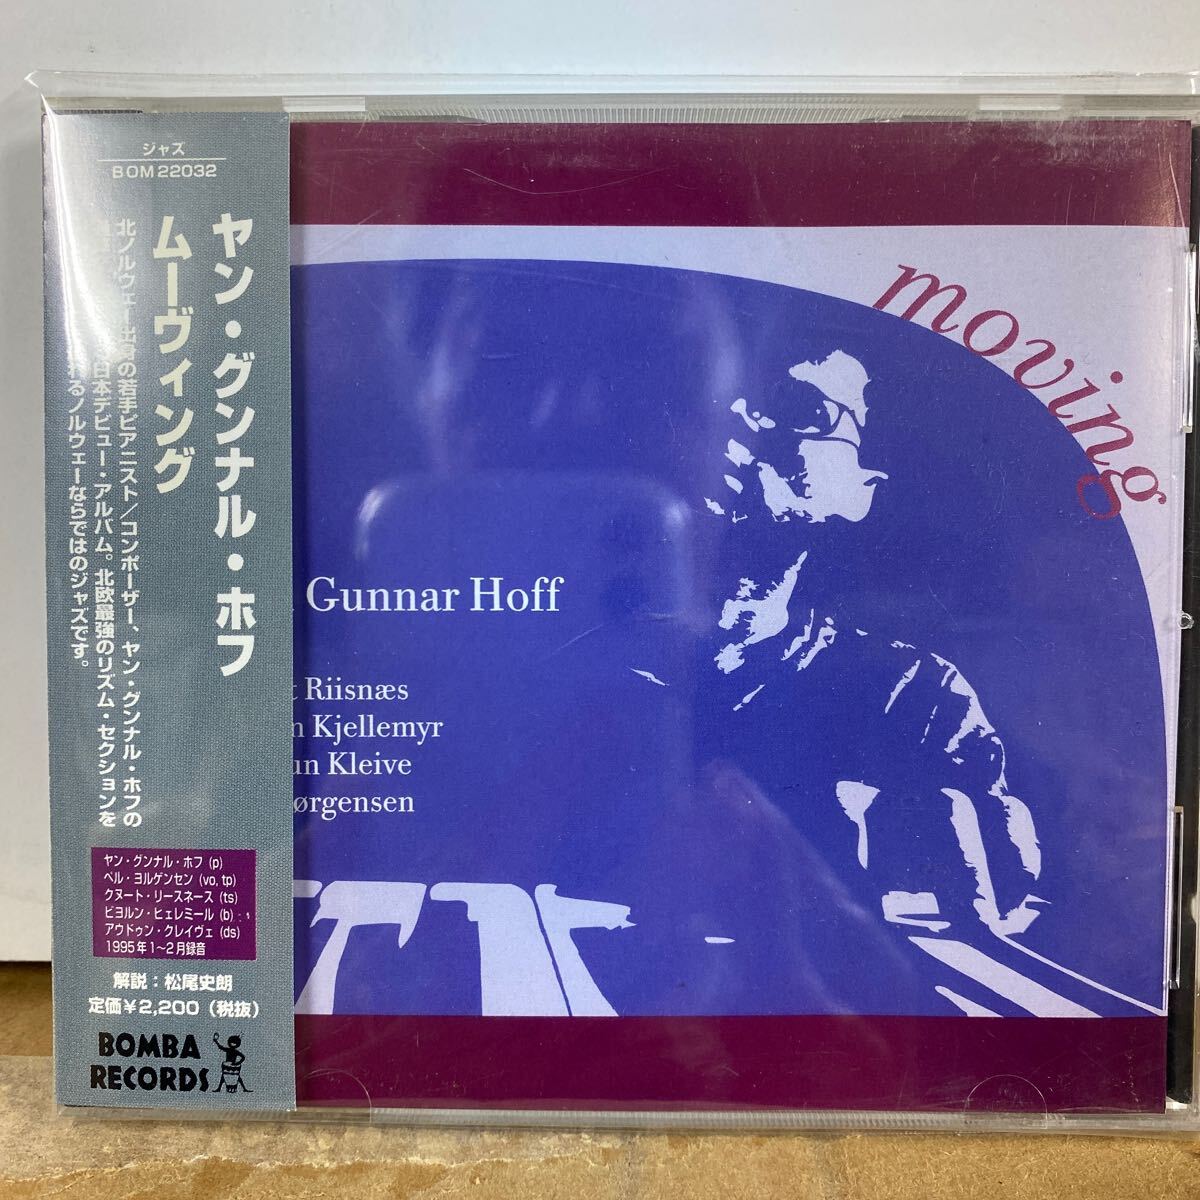 ジャズ
BOM22032
ヤン・グンナル・ホフ
ムーヴィング
北ノルウェー出身の若手ピアニスト/コンポーザー、ヤン・グンナル・ホフの
日本デビュー・アルバム。北欧最強のリズム・セクションを
るノルウェーならではのジャズです。
ヤン・グンナル・ホフ (p)
ペル・ヨルゲンセン (vo, tp)
クヌート・リースネース (ts)
ビヨルン・ヒェレミール (b)
アウドゥン・クレイヴェ (ds)
1995年1〜2月録音
解説：松尾史朗
定価¥2,200 (税抜)
BOMBA
RECORDS
moving
Gunnar Hoff
t Riisnæs
n Kjellemyr
un Kleive
ørgensen